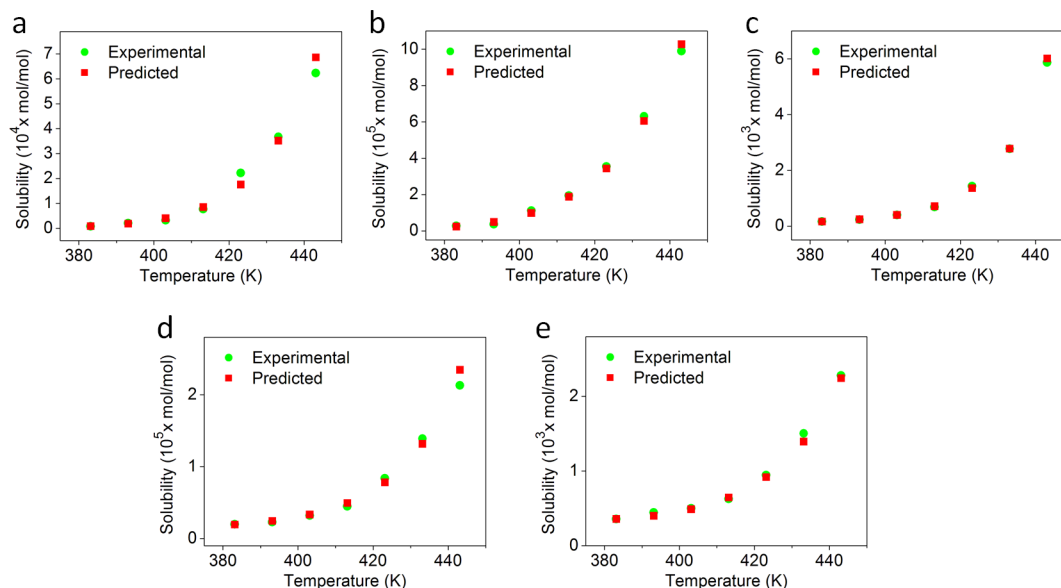 a
Solubility (10⁴x mol/mol)
7
6
5
4
3
2
1
0
Experimental
Predicted
380 400 420 440
Temperature (K)
b
Solubility (10⁵x mol/mol)
10
8
6
4
2
0
Experimental
Predicted
380 400 420 440
Temperature (K)
c
Solubility (10³x mol/mol)
6
4
2
0
Experimental
Predicted
380 400 420 440
Temperature (K)
d
Solubility (10⁵x mol/mol)
2
1
0
Experimental
Predicted
380 400 420 440
Temperature (K)
e
Solubility (10³x mol/mol)
2
1
0
Experimental
Predicted
380 400 420 440
Temperature (K)